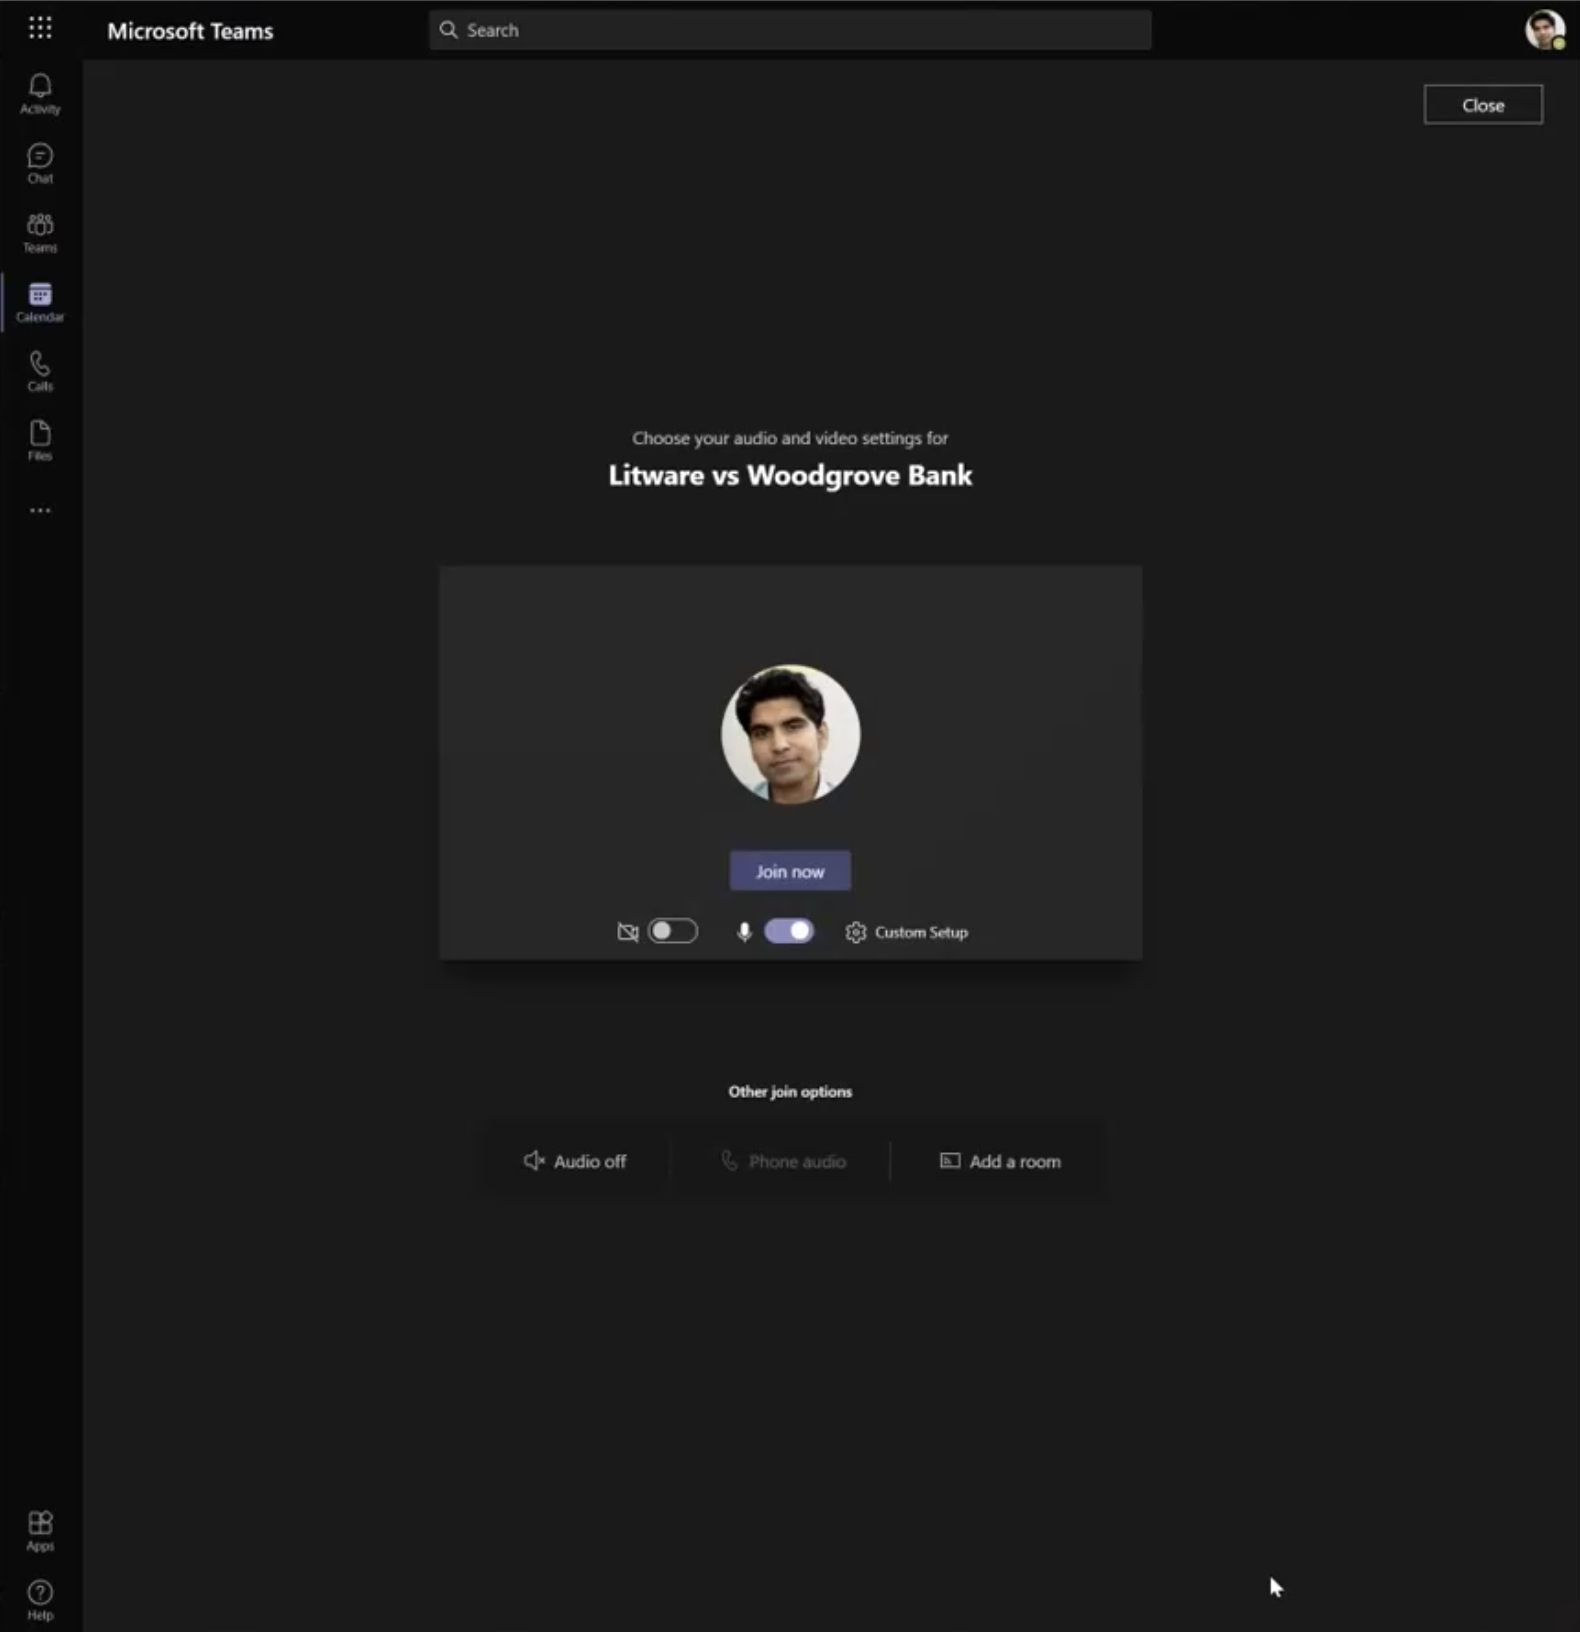 Microsoft Teams
Search
Activity
Chat
Teams
Calendar
Calls
Files
Close
Choose your audio and video settings for
Litware vs Woodgrove Bank
Join now
Custom Setup
Other join options
Audio off
Phone audio
Add a room
Apps
Help